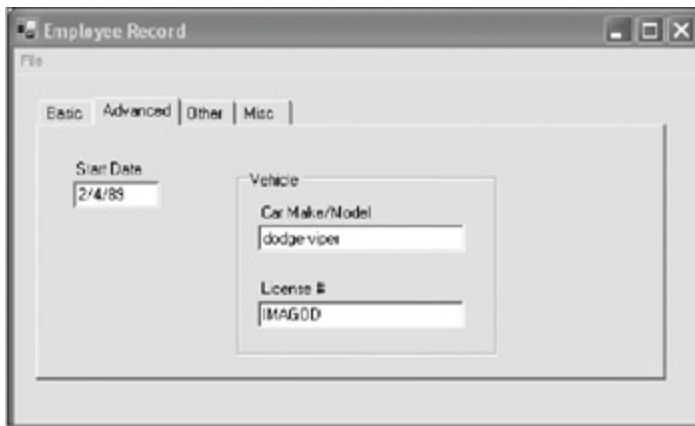 Employee Record
File
Basic Advanced Other Misc
Start Date
2/4/89
Vehicle
Car Make/Model
dodge-viper
License #
IMAGOD